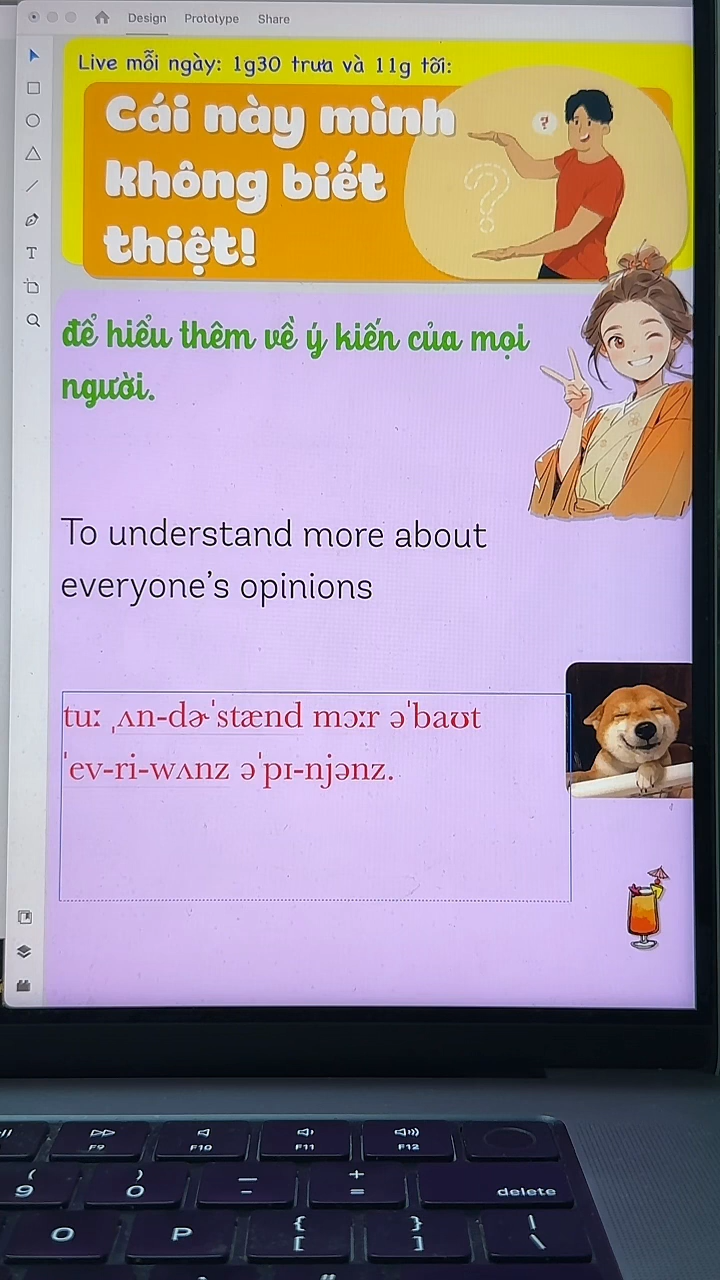 Design Prototype Share
Live mỗi ngày: 1g30 trưa và 11g tối:
Cái này mình
không biết
thiệt!
?
để hiểu thêm về ý kiến của mọi
người.
To understand more about
everyone's opinions
tuː ˌʌn-dɚˈstænd mɔːr əˈbaʊt
ˈev-ri-wʌnz əˈpɪ-njənz.
F9 F10 F11 F12
( ) — +
9 0 - = delete
{ } |
O P [ ] \
"